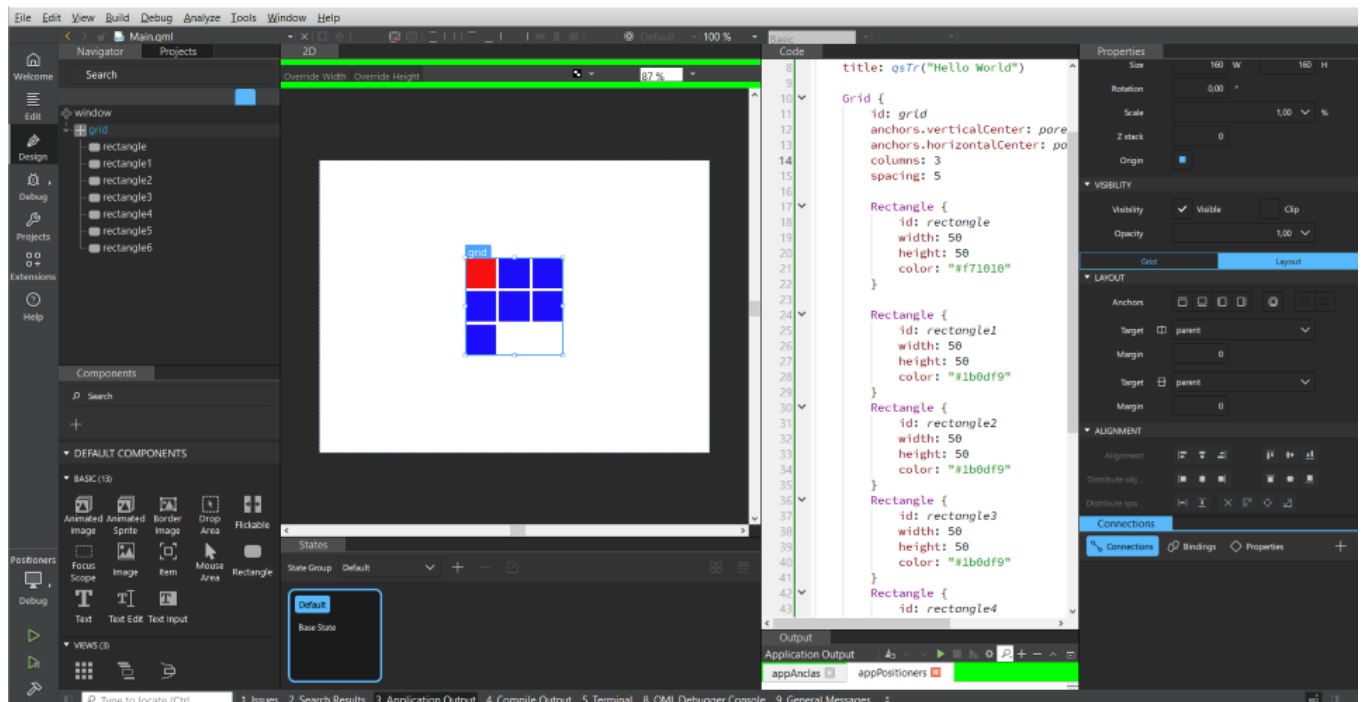 File Edit View Build Debug Analyze Tools Window Help
Main.qml
Default
100 %
Basic
Welcome
Edit
Design
Debug
Projects
Extensions
Help
Positioners
Debug
Navigator Projects
Search
window
grid
rectangle
rectangle1
rectangle2
rectangle3
rectangle4
rectangle5
rectangle6
Components
Search
+
DEFAULT COMPONENTS
BASIC (13)
Animated Image
Animated Sprite
Border Image
Drop Area
Flickable
Focus Scope
Image
Item
Mouse Area
Rectangle
Text
Text Edit
Text Input
VIEWS (3)
2D
Override Width Override Height
87 %
grid
States
State Group Default
Default
Base State
Code
8 title: qsTr("Hello World")
9
10 Grid {
11 id: grid
12 anchors.verticalCenter: pare
13 anchors.horizontalCenter: pa
14 columns: 3
15 spacing: 5
16
17 Rectangle {
18 id: rectangle
19 width: 50
20 height: 50
21 color: "#f71010"
22 }
23
24 Rectangle {
25 id: rectangle1
26 width: 50
27 height: 50
28 color: "#1b0df9"
29 }
30 Rectangle {
31 id: rectangle2
32 width: 50
33 height: 50
34 color: "#1b0df9"
35 }
36 Rectangle {
37 id: rectangle3
38 width: 50
39 height: 50
40 color: "#1b0df9"
41 }
42 Rectangle {
43 id: rectangle4
Output
Application Output
appAnclas appPositioners
Properties
Size 160 W 160 H
Rotation 0,00 °
Scale 1,00 %
Z stack 0
Origin
VISIBILITY
Visibility Visible Clip
Opacity 1,00
Grid Layout
LAYOUT
Anchors
Target parent
Margin 0
Target parent
Margin 0
ALIGNMENT
Alignment
Distribute obj...
Distribute spa...
Connections
Connections Bindings Properties
Type to locate (Ctrl
1 Issues 2 Search Results 3 Application Output 4 Compile Output 5 Terminal 8 QML Debugger Console 9 General Messages